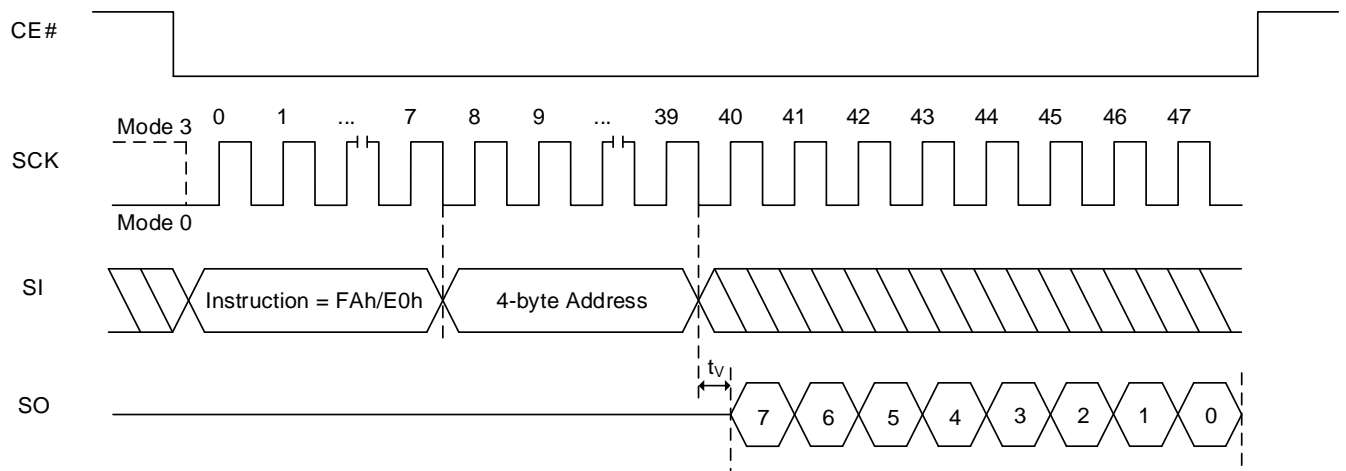 CE#
Mode 3
0 1 ... 7 8 9 ... 39 40 41 42 43 44 45 46 47
SCK
Mode 0
SI
Instruction = FAh/E0h
4-byte Address
tV
SO
7 6 5 4 3 2 1 0